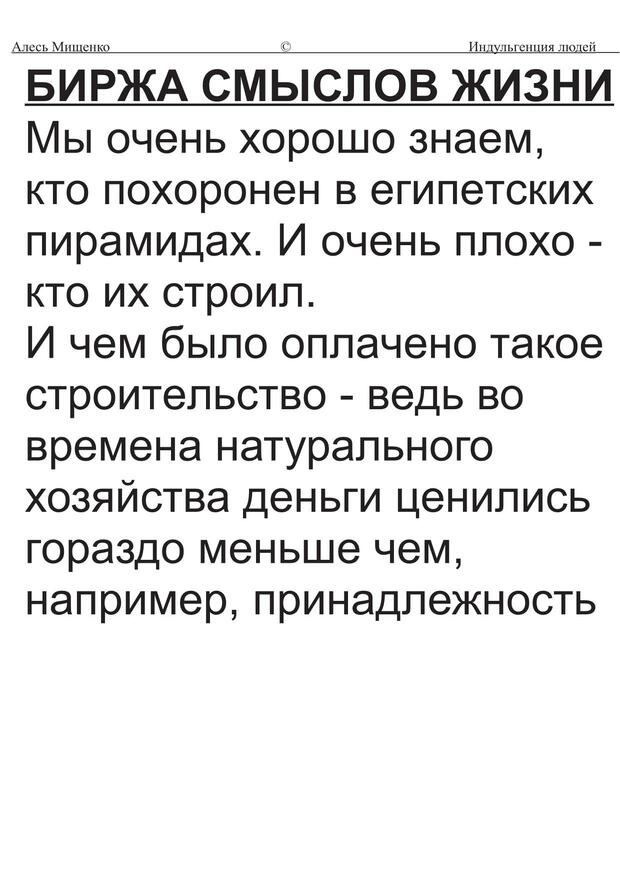 Алесь Мищенко © Индульгенция людей
БИРЖА СМЫСЛОВ ЖИЗНИ
Мы очень хорошо знаем,
кто похоронен в египетских
пирамидах. И очень плохо -
кто их строил.
И чем было оплачено такое
строительство - ведь во
времена натурального
хозяйства деньги ценились
гораздо меньше чем,
например, принадлежность